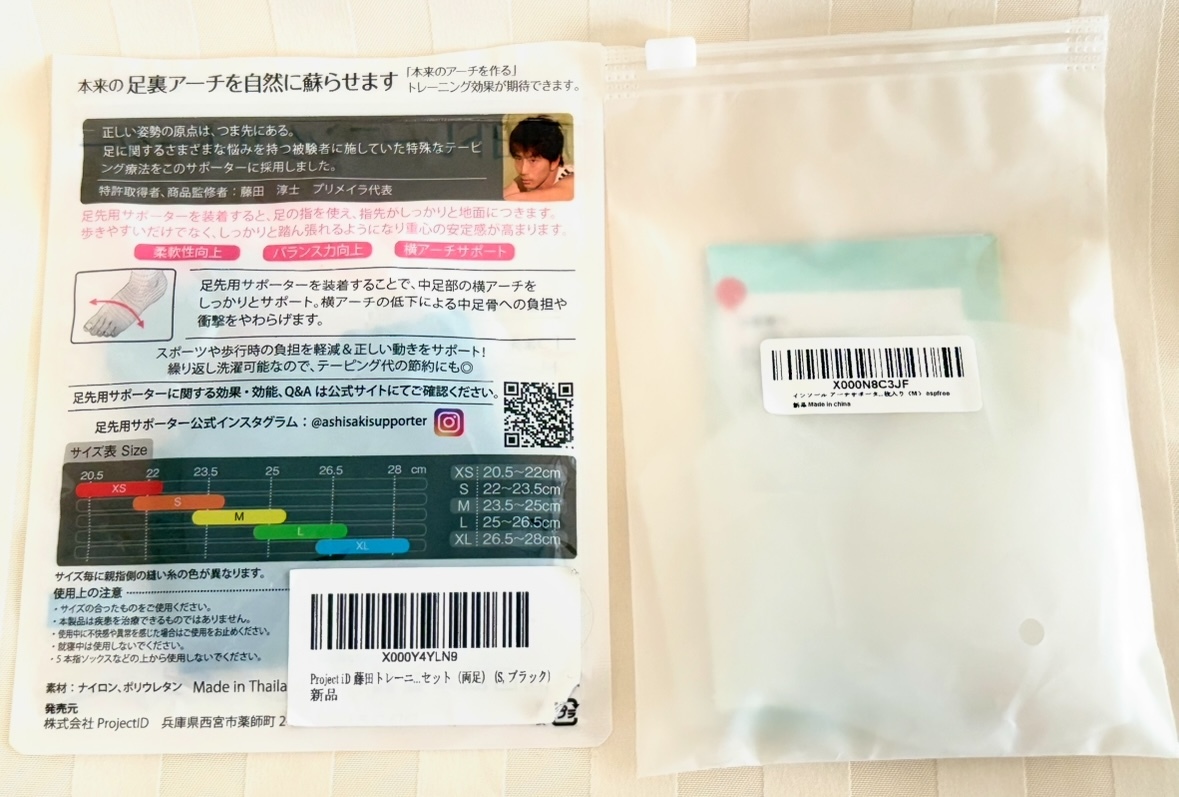 本来の 足裏アーチを自然に蘇らせます
「本来のアーチを作る」
トレーニング効果が期待できます。
正しい姿勢の原点は、つま先にある。
足に関するさまざまな悩みを持つ被験者に施していた特殊なテーピ
ング療法をこのサポーターに採用しました。
特許取得者、商品監修者:藤田 淳士 プリメイラ代表
足先用サポーターを装着すると、足の指を使え、指先がしっかりと地面につきます。
歩きやすいだけでなく、しっかりと踏ん張れるようになり重心の安定感が高まります。
柔軟性向上 バランス力向上 横アーチサポート
足先用サポーターを装着することで、中足部の横アーチを
しっかりとサポート。横アーチの低下による中足骨への負担や
衝撃をやわらげます。
スポーツや歩行時の負担を軽減&正しい動きをサポート!
繰り返し洗濯可能なので、テーピング代の節約にも◎
足先用サポーターに関する効果・効能、Q&A は公式サイトにてご確認ください。
足先用サポーター公式インスタグラム:@ashisakisupporter
サイズ表 Size
20.5 22 23.5 25 26.5 28 cm
XS
S
M
L
XL
XS 20.5~22cm
S 22~23.5cm
M 23.5~25cm
L 25~26.5cm
XL 26.5~28cm
サイズ毎に親指側の縫い糸の色が異なります。
使用上の注意
・サイズの合ったものをご使用ください。
・本製品は疾患を治療できるものではありません。
・使用中に不快感や異常を感じた場合はご使用をお止めください。
・就寝中は使用しないでください。
・5本指ソックスなどの上から使用しないでください。
素材:ナイロン、ポリウレタン Made in Thaila
発売元
株式会社 ProjectID 兵庫県西宮市薬師町 2
X000Y4YLN9
Project iD 藤田トレーニ...セット (両足) (S, ブラック)
新品
プラ
X000N8C3JF
インソール アーチサポータ...枚入り (M) aspfree
新品 Made in china